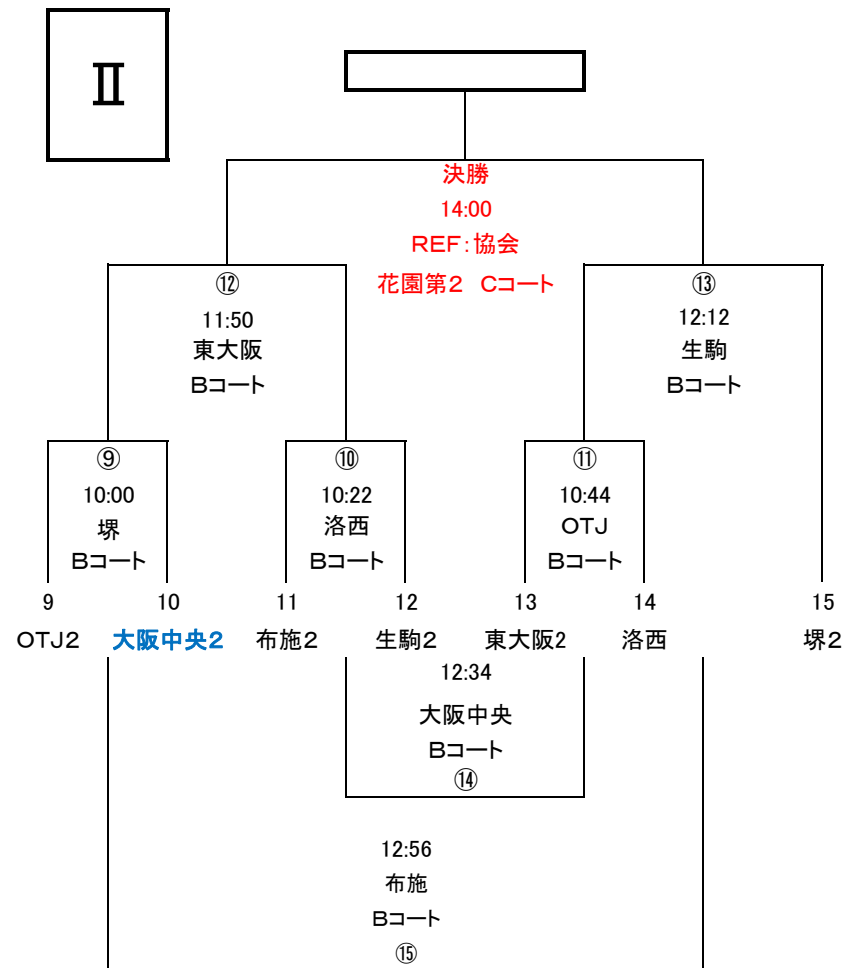 Ⅱ
決勝
14:00
REF:協会
花園第2 Cコート
⑫ ⑬
11:50 12:12
東大阪 生駒
Bコート Bコート
⑨ ⑩ ⑪
10:00 10:22 10:44
堺 洛西 OTJ
Bコート Bコート Bコート
9 10 11 12 13 14 15
OTJ2 大阪中央2 布施2 生駒2 東大阪2 洛西 堺2
12:34
大阪中央
Bコート
⑭
12:56
布施
Bコート
⑮